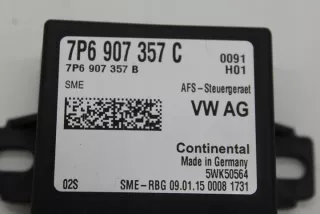 7P6 907 357 C 0091
7P6 907 357 B H01
SME AFS-Steuergeraet
VW AG
Continental
Made in Germany
5WK50564
02S SME-RBG 09.01.15 0008 1731